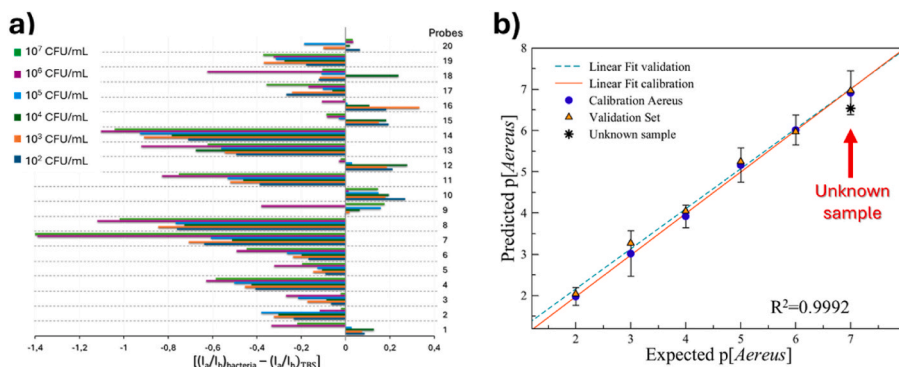 a)
Probes
10⁷ CFU/mL
10⁶ CFU/mL
10⁵ CFU/mL
10⁴ CFU/mL
10³ CFU/mL
10² CFU/mL
20
19
18
17
16
15
14
13
12
11
10
9
8
7
6
5
4
3
2
1
-1,4 -1 -0,8 -0,6 -0,4 -0,2 0 0,2 0,4
[(Iₐ/I_b)bacteria – (Iₐ/I_b)TBS]
b)
Linear Fit validation
Linear Fit calibration
Calibration Aereus
Validation Set
Unknown sample
Predicted p[Aereus]
8
7
6
5
4
3
2
Unknown
sample
R²=0.9992
2 3 4 5 6 7
Expected p[Aereus]